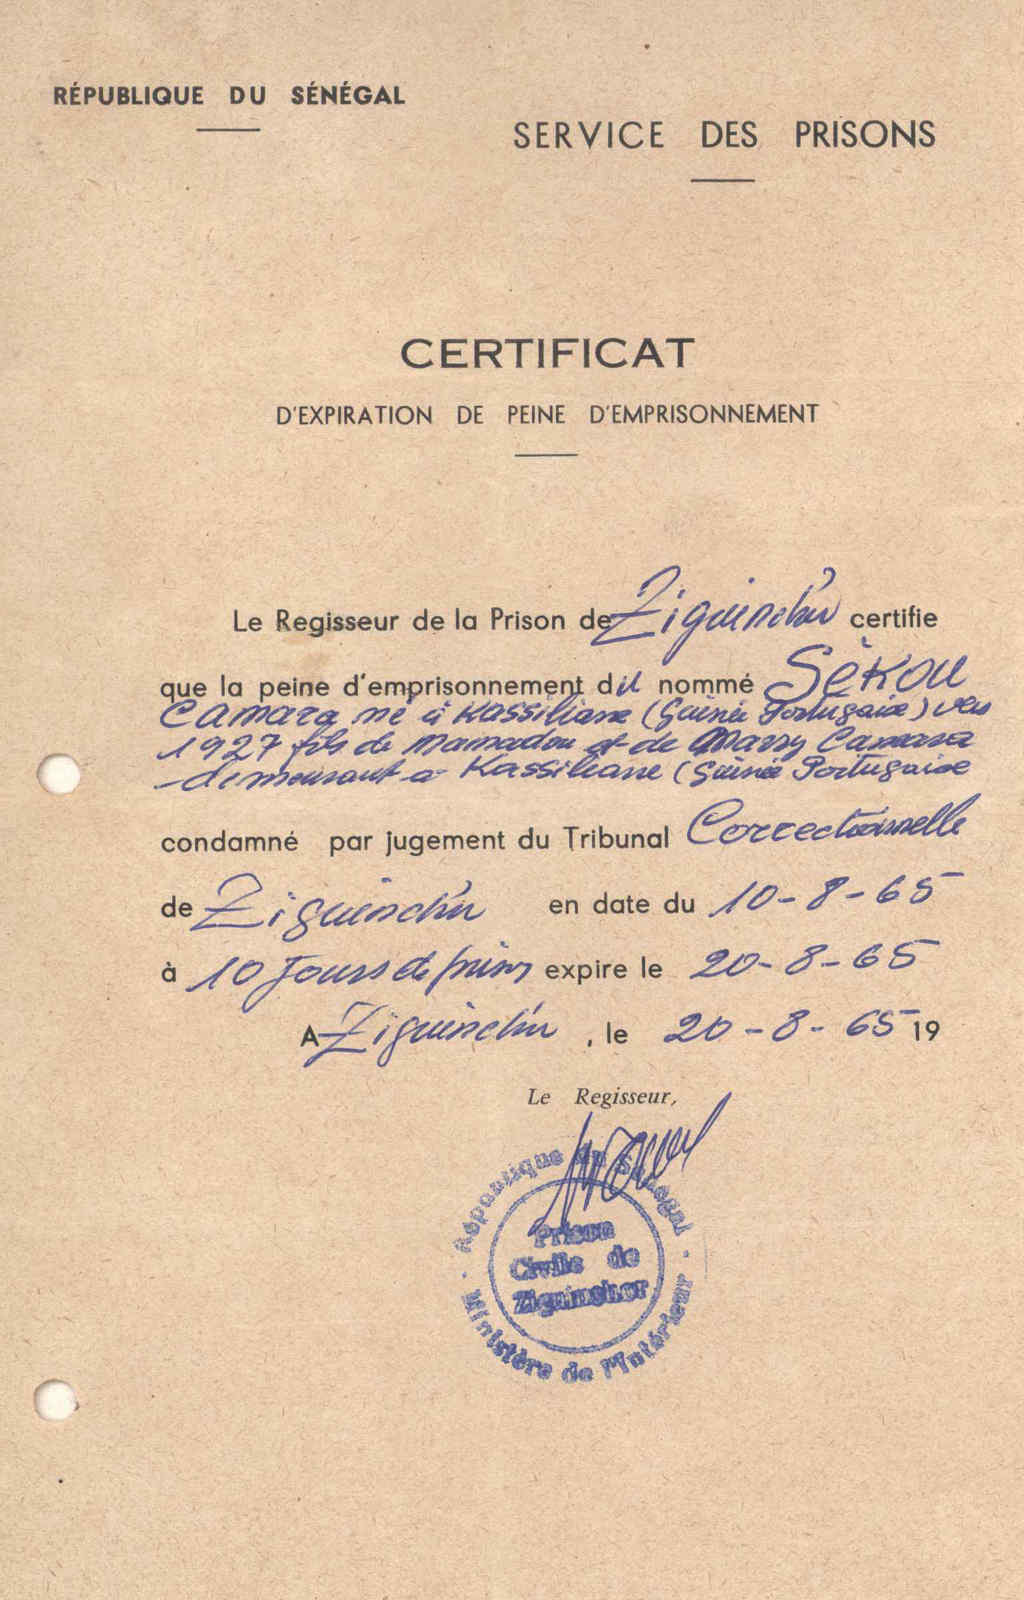 RÉPUBLIQUE DU SÉNÉGAL
SERVICE DES PRISONS
CERTIFICAT
D'EXPIRATION DE PEINE D'EMPRISONNEMENT
Le Regisseur de la Prison de Ziguinchor certifie
que la peine d'emprisonnement du nommé Sékou
Camara né à Kassiliane (Guinée Portugaise) vers
1927 fils de Mamadou et de Marry Camara
demeurant à Kassiliane (Guinée Portugaise
condamné par jugement du Tribunal Correctionnelle
de Ziguinchor en date du 10-8-65
à 10 Jours de prison expire le 20-8-65
A Ziguinchor, le 20-8-65 19
Le Regisseur,
République du Sénégal
Prison
Civile de
Ziguinchor
Ministère de l'Intérieur